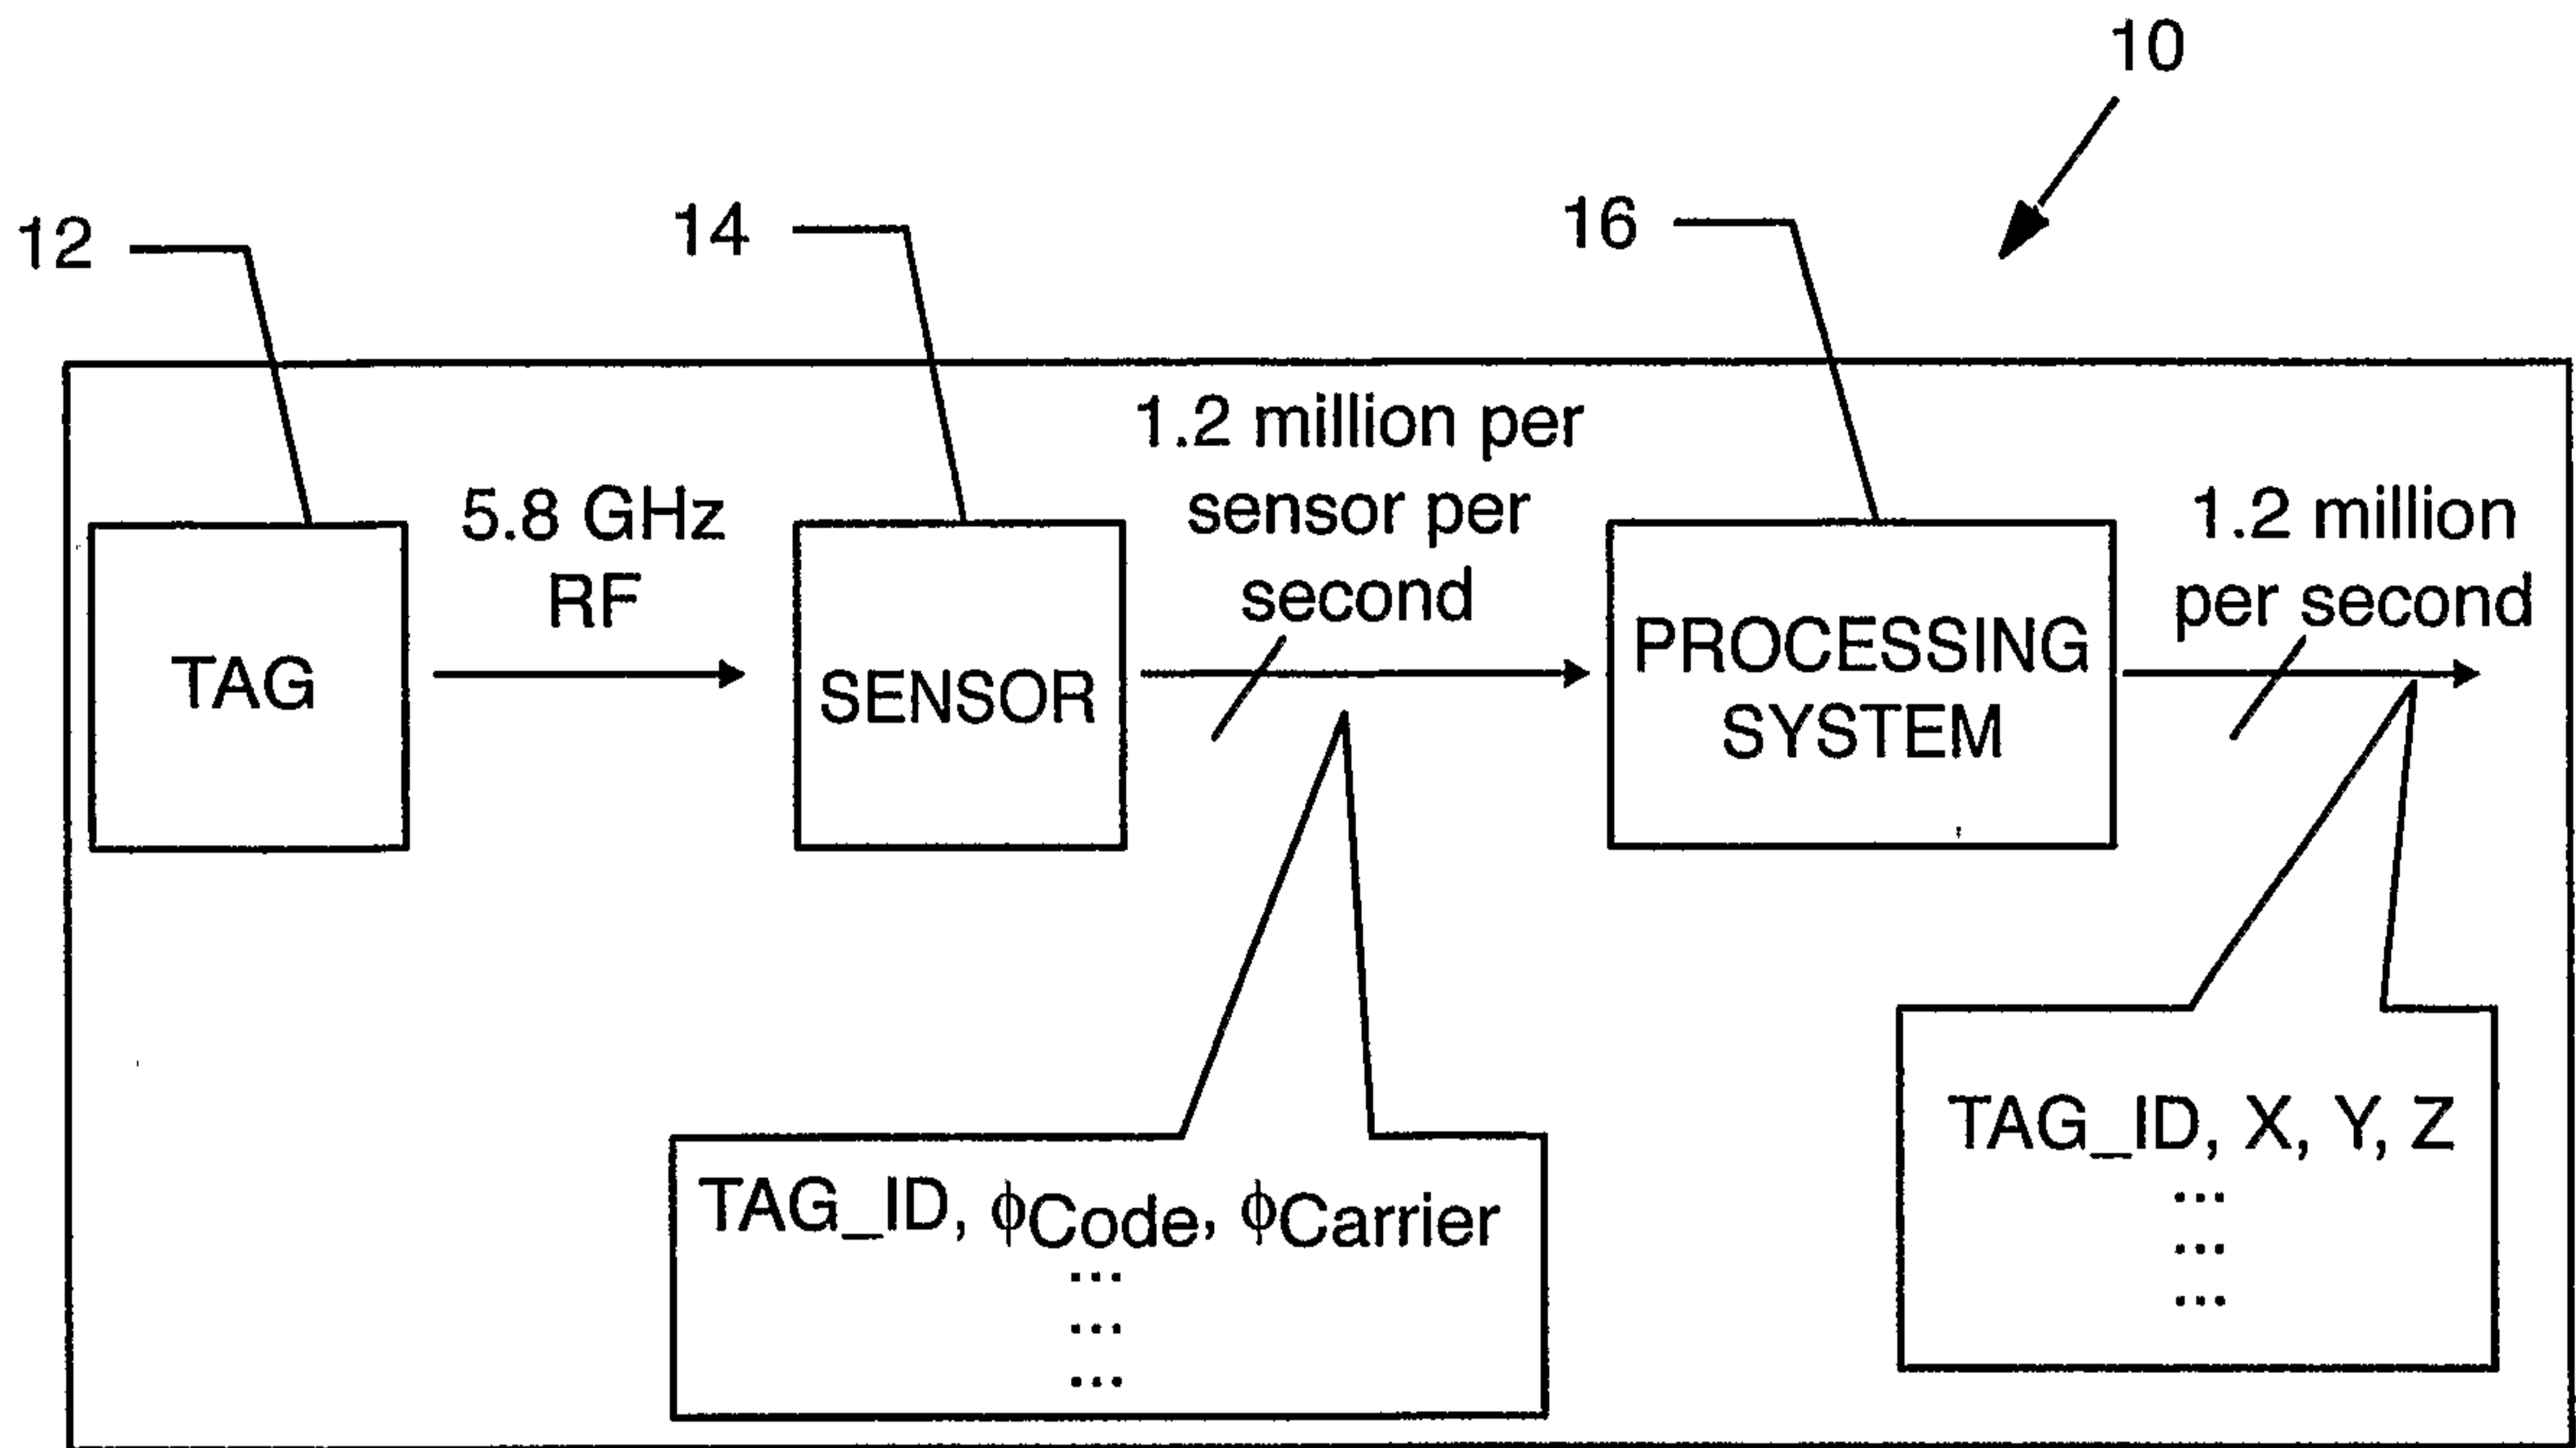 10
12
14
16
1.2 million per
sensor per
second
5.8 GHz
RF
1.2 million
per second
TAG
SENSOR
PROCESSING
SYSTEM
TAG_ID, ϕCode, ϕCarrier
...
...
...
TAG_ID, X, Y, Z
...
...
...